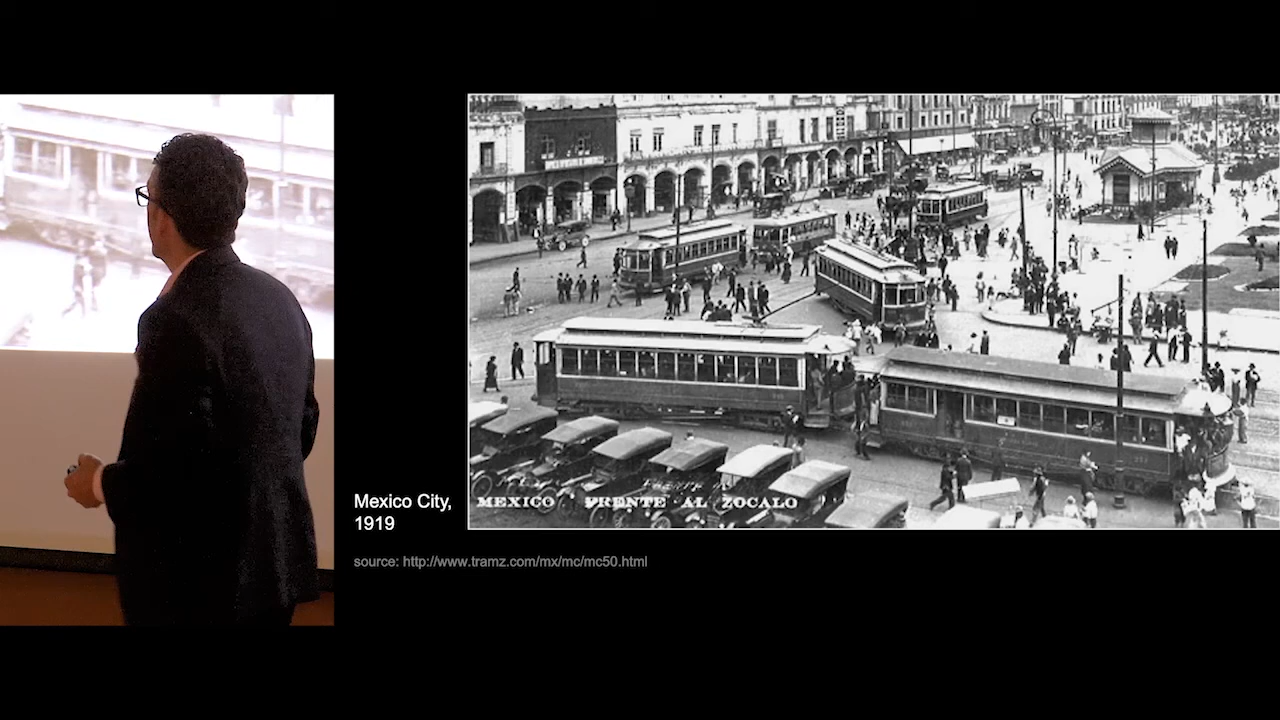 Mexico City,
1919
MEXICO FRENTE AL ZOCALO
source: http://www.tramz.com/mx/mc/mc50.html